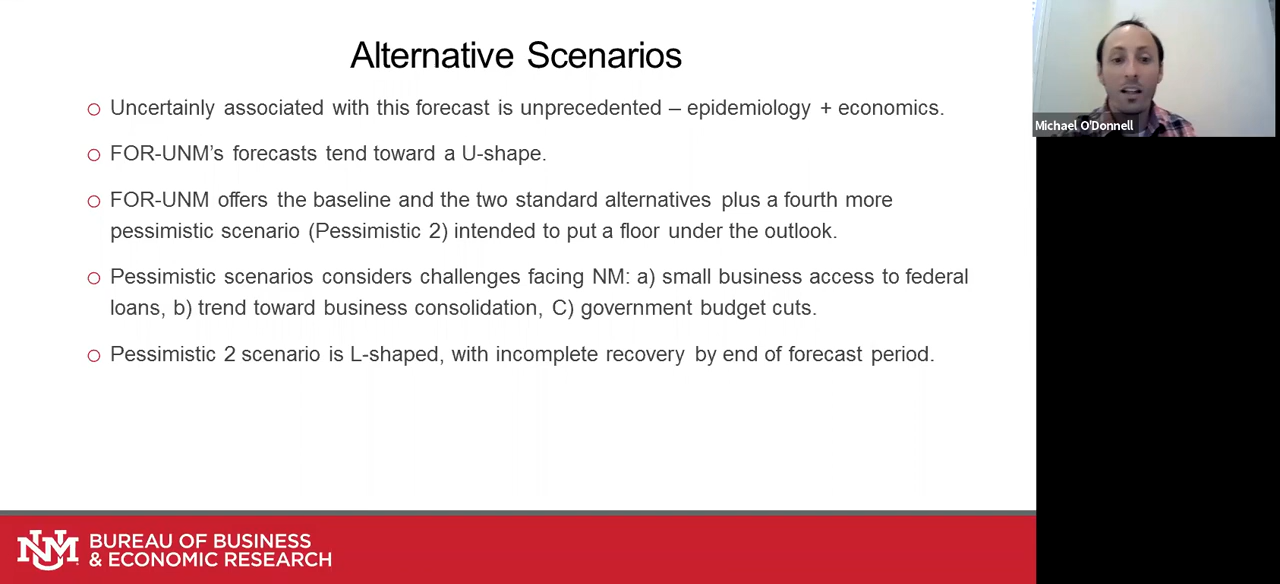 Alternative Scenarios
Uncertainly associated with this forecast is unprecedented – epidemiology + economics.
FOR-UNM's forecasts tend toward a U-shape.
FOR-UNM offers the baseline and the two standard alternatives plus a fourth more
pessimistic scenario (Pessimistic 2) intended to put a floor under the outlook.
Pessimistic scenarios considers challenges facing NM: a) small business access to federal
loans, b) trend toward business consolidation, C) government budget cuts.
Pessimistic 2 scenario is L-shaped, with incomplete recovery by end of forecast period.
Michael O'Donnell
UNM
BUREAU OF BUSINESS
& ECONOMIC RESEARCH